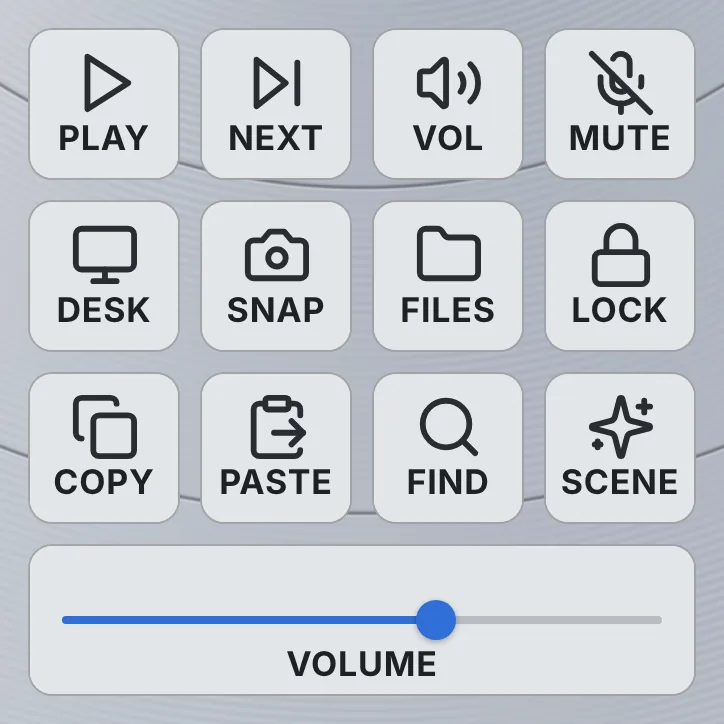 PLAY
NEXT
VOL
MUTE
DESK
SNAP
FILES
LOCK
COPY
PASTE
FIND
SCENE
VOLUME